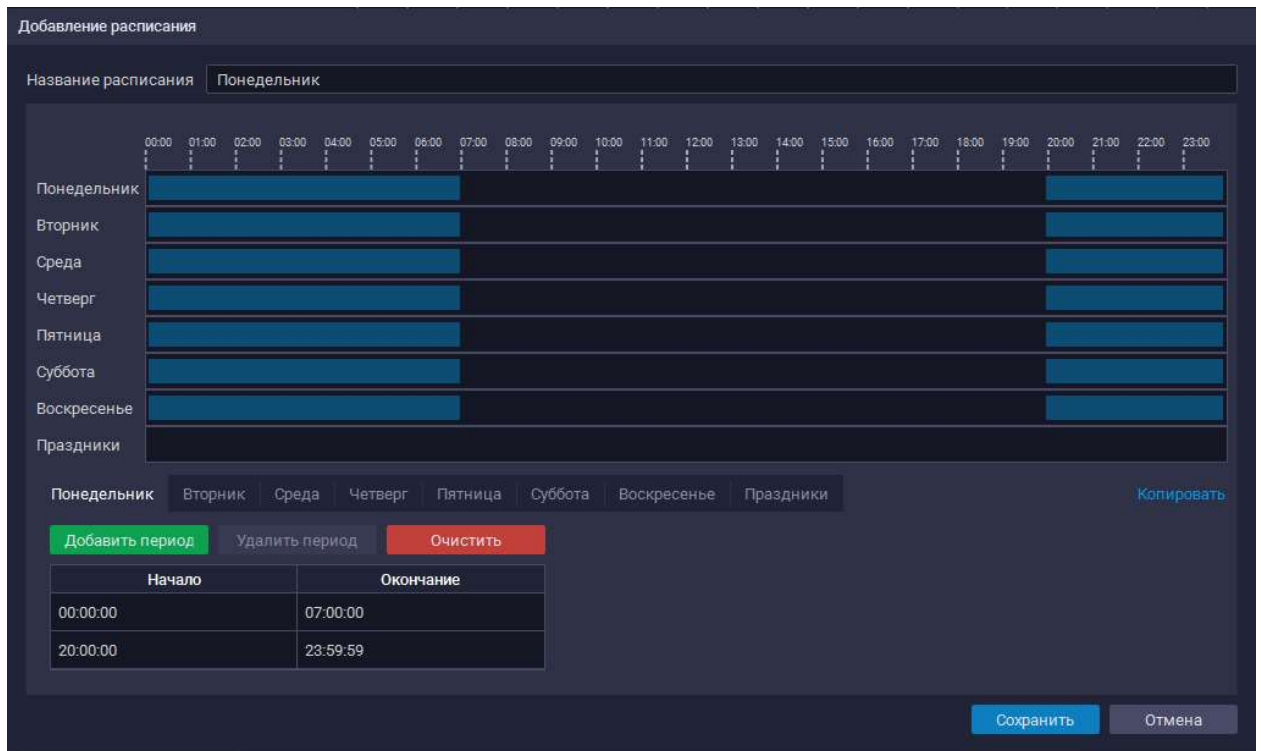 Добавление расписания
Название расписания Понедельник
00:00 01:00 02:00 03:00 04:00 05:00 06:00 07:00 08:00 09:00 10:00 11:00 12:00 13:00 14:00 15:00 16:00 17:00 18:00 19:00 20:00 21:00 22:00 23:00
Понедельник
Вторник
Среда
Четверг
Пятница
Суббота
Воскресенье
Праздники
Понедельник Вторник Среда Четверг Пятница Суббота Воскресенье Праздники Копировать
Добавить период Удалить период Очистить
Начало Окончание
00:00:00 07:00:00
20:00:00 23:59:59
Сохранить Отмена